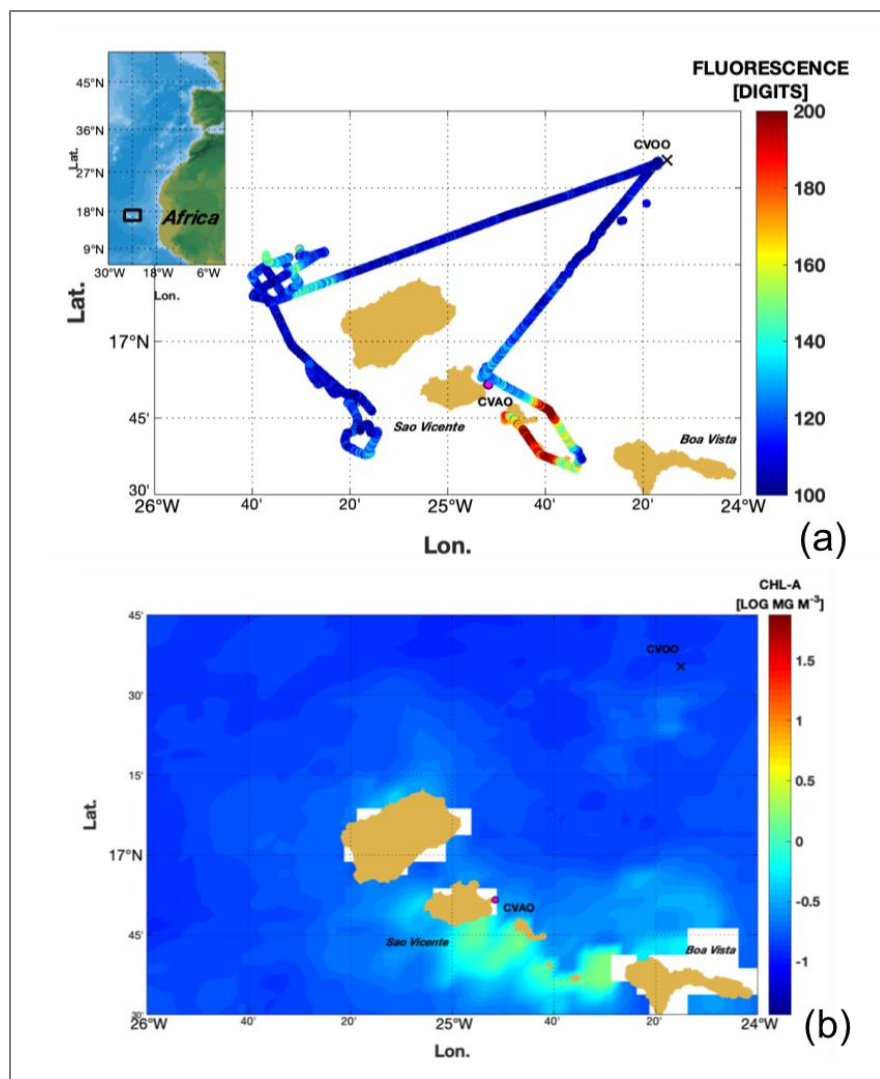 FLUORESCENCE
[DIGITS]
45°N
36°N
27°N
18°N
9°N
30°W 18°W 6°W
Lat.
Lon.
Africa
CVOO
200
180
160
140
120
100
Lat.
17°N
45'
30'
CVAO
Sao Vicente
Boa Vista
26°W 20' 40' 25°W 20' 40' 24°W
Lon.
(a)
CHL-A
[LOG MG M⁻³]
45'
30'
15'
17°N
45'
30'
Lat.
CVOO
CVAO
Sao Vicente
Boa Vista
1.5
1
0.5
0
-0.5
-1
26°W 20' 40' 25°W 20' 40' 20' 24°W
Lon.
(b)